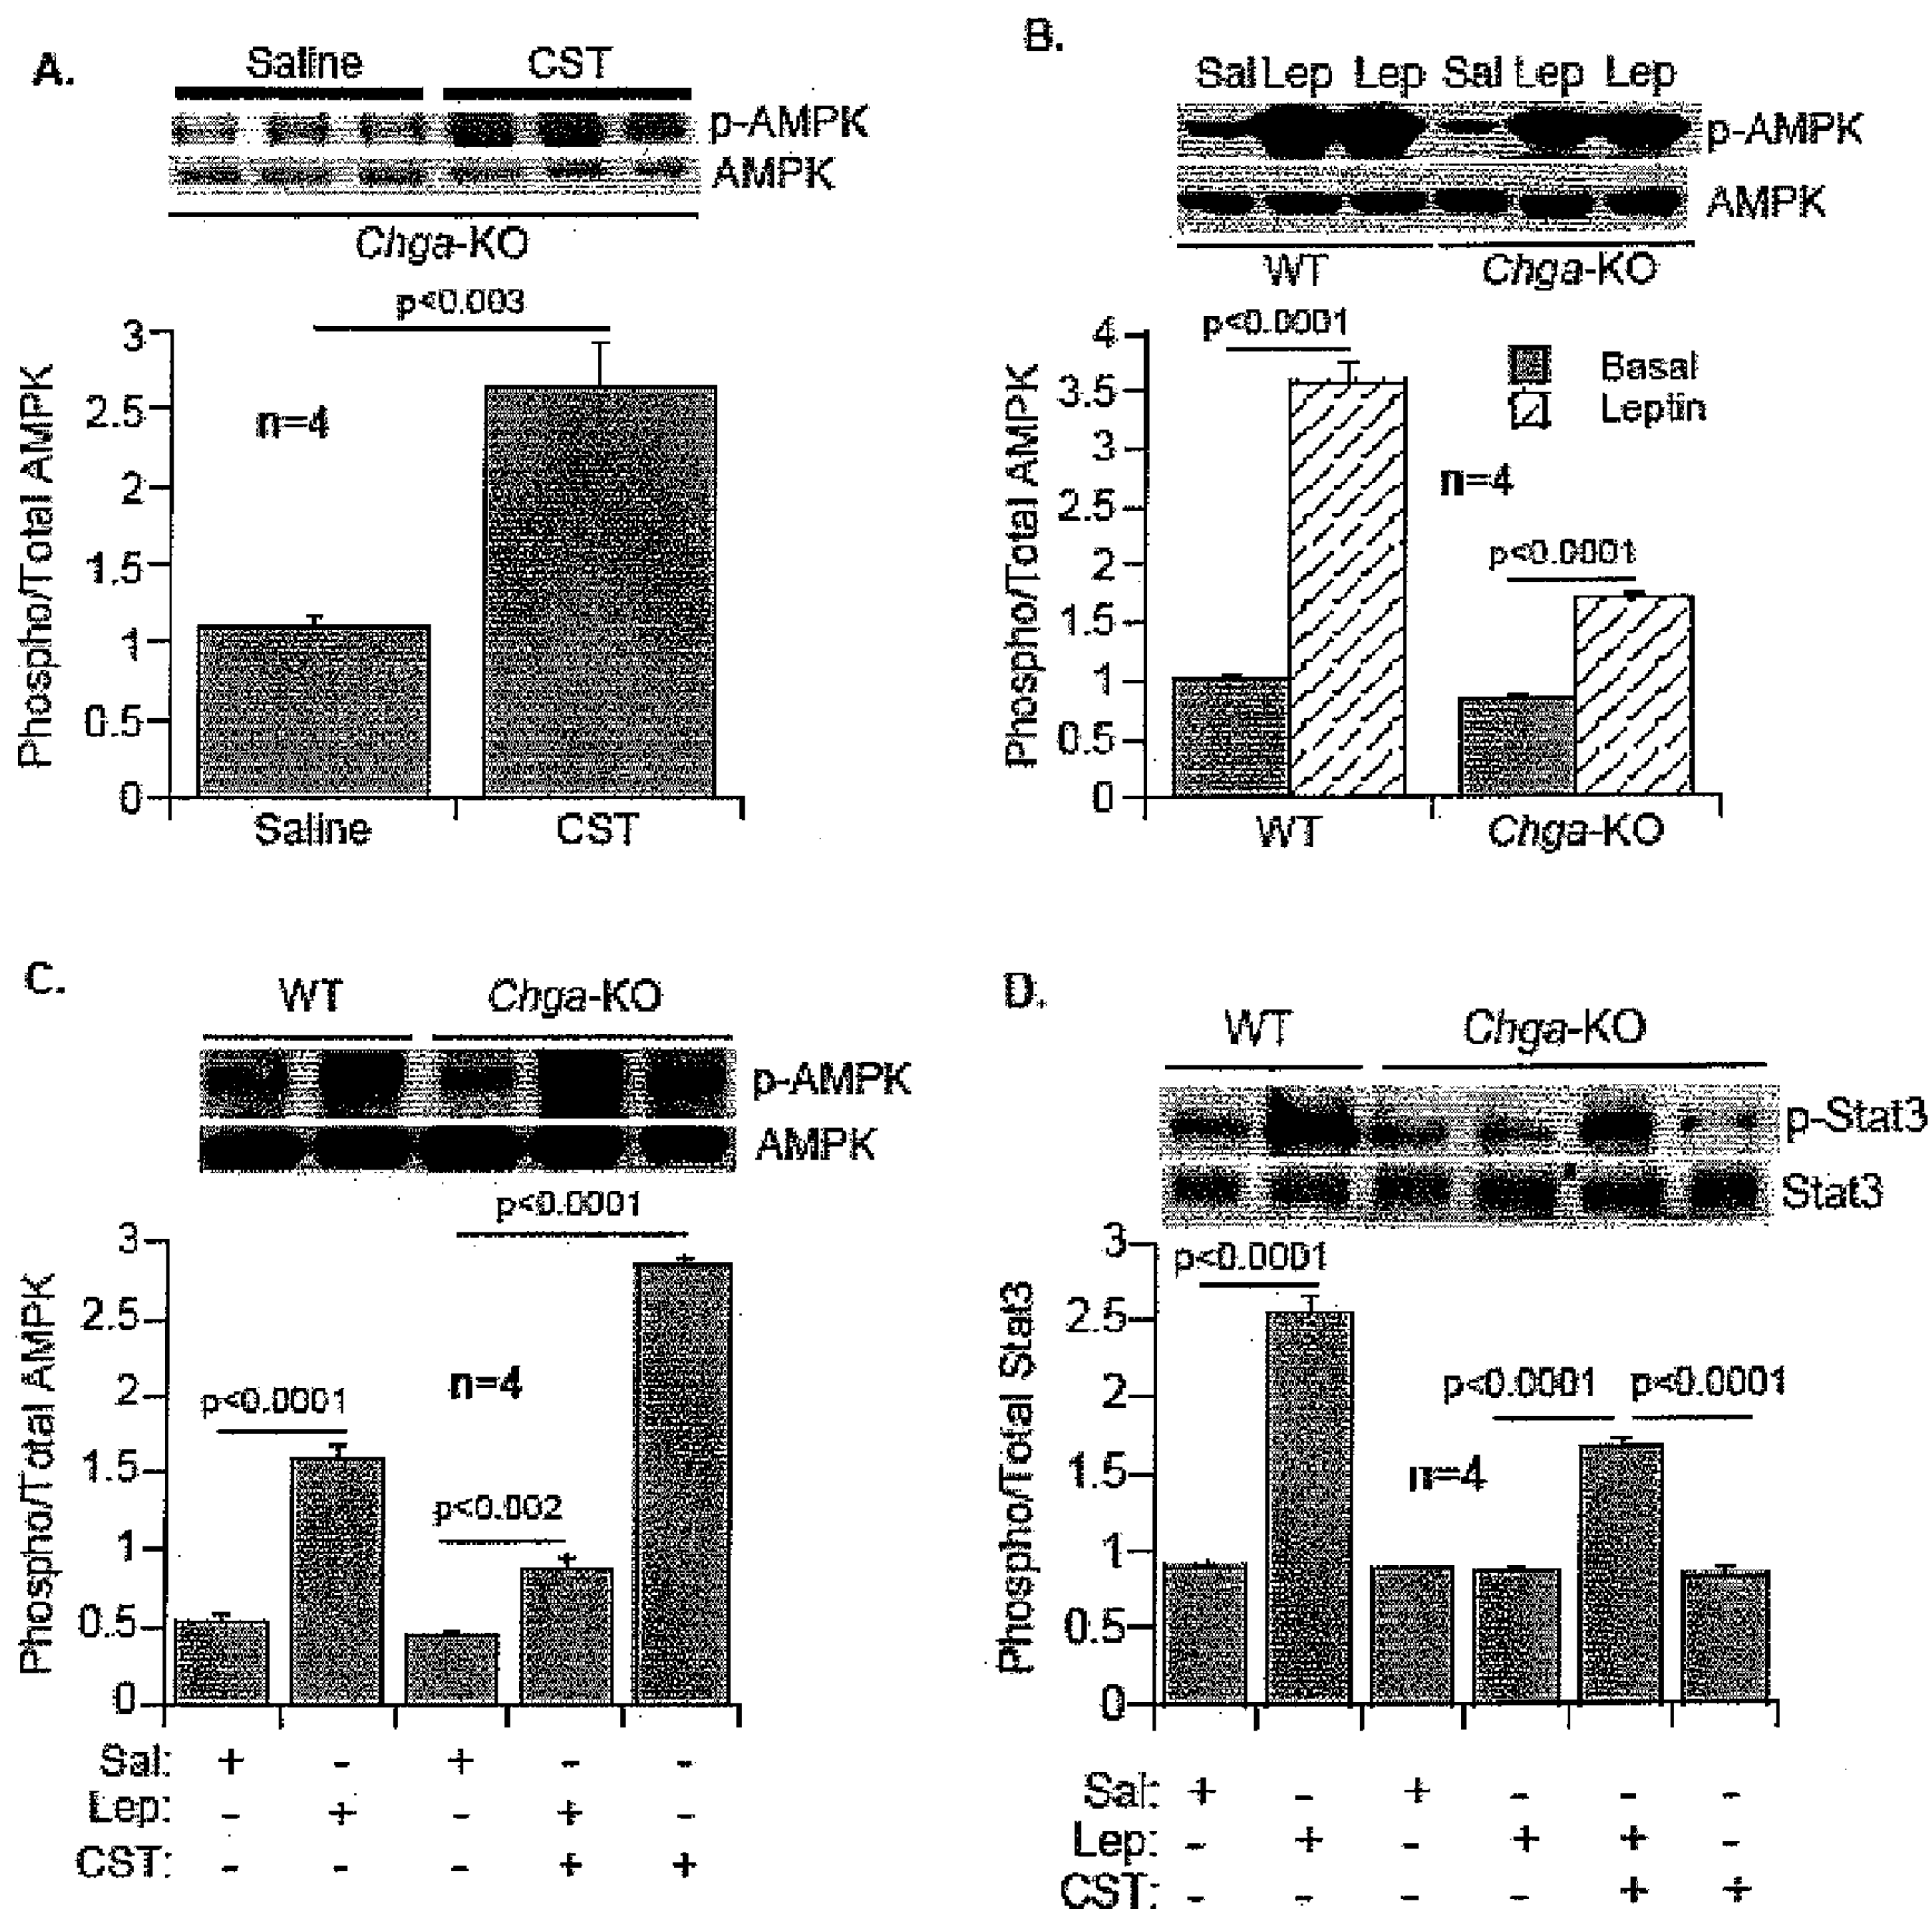 A.
Saline CST
p-AMPK
AMPK
Chga-KO
p<0.003
3
2.5
2
1.5
1
0.5
0
Phospho/Total AMPK
n=4
Saline CST
B.
Sal Lep Lep Sal Lep Lep
p-AMPK
AMPK
WT Chga-KO
p<0.0001
4
3.5
3
2.5
2
1.5
1
0.5
0
Phospho/Total AMPK
Basal
Leptin
n=4
p<0.0001
WT Chga-KO
C.
WT Chga-KO
p-AMPK
AMPK
p<0.0001
3
2.5
2
1.5
1
0.5
0
Phospho/Total AMPK
n=4
p<0.0001
p<0.002
Sal: + - + - -
Lep: - + - + -
CST: - - - + +
D.
WT Chga-KO
p-Stat3
Stat3
3
2.5
2
1.5
1
0.5
0
Phospho/Total Stat3
p<0.0001
p<0.0001 p<0.0001
n=4
Sal: + - + - - -
Lep: - + - + + -
CST: - - - - + +